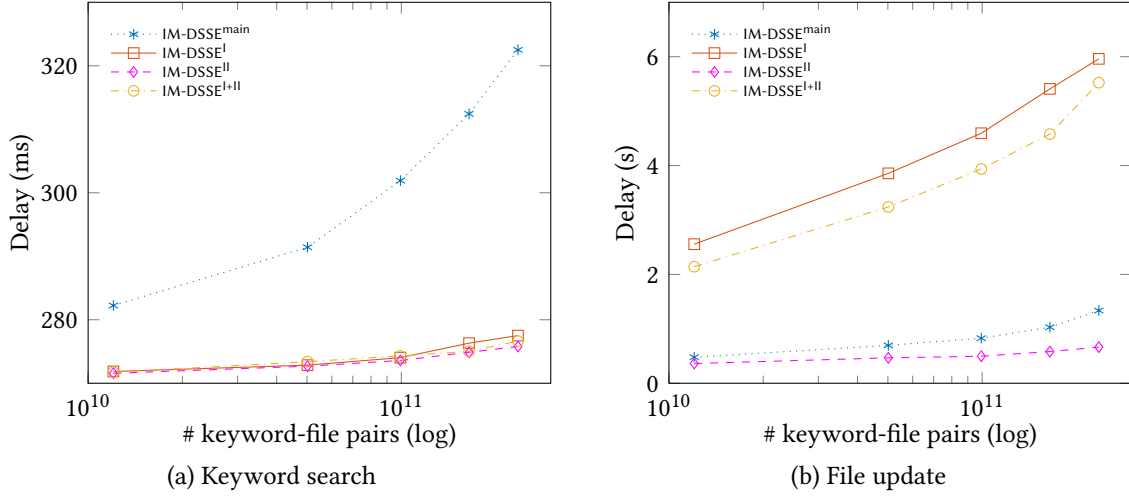 IM-DSSE^main
IM-DSSE^I
IM-DSSE^II
IM-DSSE^I+II
320
300
280
10^10
10^11
Delay (ms)
# keyword-file pairs (log)
(a) Keyword search
IM-DSSE^main
IM-DSSE^I
IM-DSSE^II
IM-DSSE^I+II
6
4
2
0
10^10
10^11
Delay (s)
# keyword-file pairs (log)
(b) File update